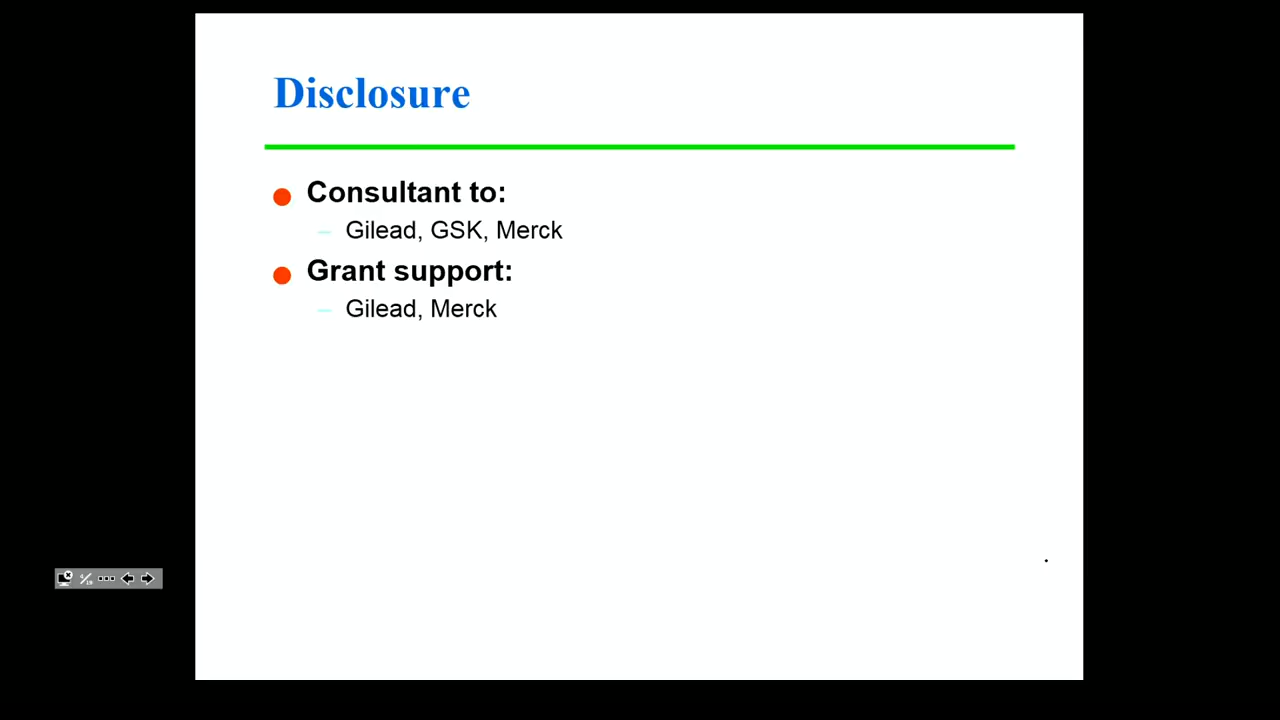 Disclosure
Consultant to:
– Gilead, GSK, Merck
Grant support:
– Gilead, Merck